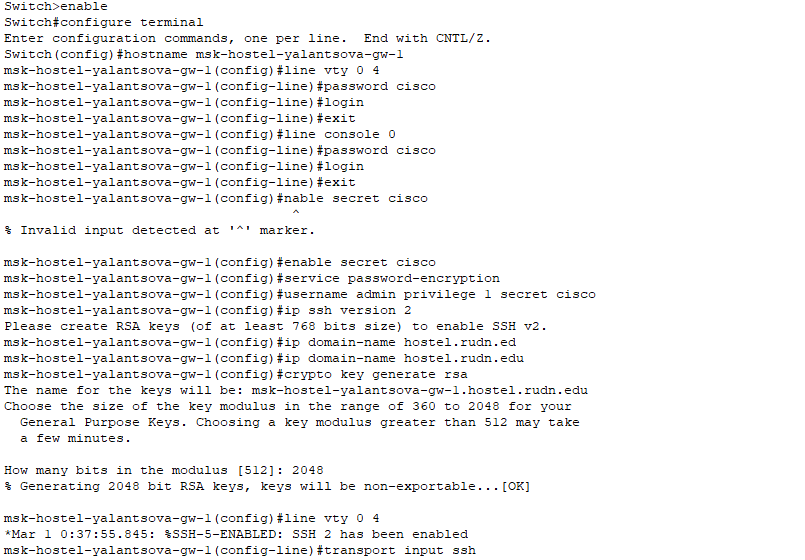 Switch>enable
Switch#configure terminal
Enter configuration commands, one per line.  End with CNTL/Z.
Switch(config)#hostname msk-hostel-yalantsova-gw-1
msk-hostel-yalantsova-gw-1(config)#line vty 0 4
msk-hostel-yalantsova-gw-1(config-line)#password cisco
msk-hostel-yalantsova-gw-1(config-line)#login
msk-hostel-yalantsova-gw-1(config-line)#exit
msk-hostel-yalantsova-gw-1(config)#line console 0
msk-hostel-yalantsova-gw-1(config-line)#password cisco
msk-hostel-yalantsova-gw-1(config-line)#login
msk-hostel-yalantsova-gw-1(config-line)#exit
msk-hostel-yalantsova-gw-1(config)#nable secret cisco
^
% Invalid input detected at '^' marker.
msk-hostel-yalantsova-gw-1(config)#enable secret cisco
msk-hostel-yalantsova-gw-1(config)#service password-encryption
msk-hostel-yalantsova-gw-1(config)#username admin privilege 1 secret cisco
msk-hostel-yalantsova-gw-1(config)#ip ssh version 2
Please create RSA keys (of at least 768 bits size) to enable SSH v2.
msk-hostel-yalantsova-gw-1(config)#ip domain-name hostel.rudn.ed
msk-hostel-yalantsova-gw-1(config)#ip domain-name hostel.rudn.edu
msk-hostel-yalantsova-gw-1(config)#crypto key generate rsa
The name for the keys will be: msk-hostel-yalantsova-gw-1.hostel.rudn.edu
Choose the size of the key modulus in the range of 360 to 2048 for your
General Purpose Keys. Choosing a key modulus greater than 512 may take
a few minutes.
How many bits in the modulus [512]: 2048
% Generating 2048 bit RSA keys, keys will be non-exportable...[OK]
msk-hostel-yalantsova-gw-1(config)#line vty 0 4
*Mar 1 0:37:55.845: %SSH-5-ENABLED: SSH 2 has been enabled
msk-hostel-yalantsova-gw-1(config-line)#transport input ssh